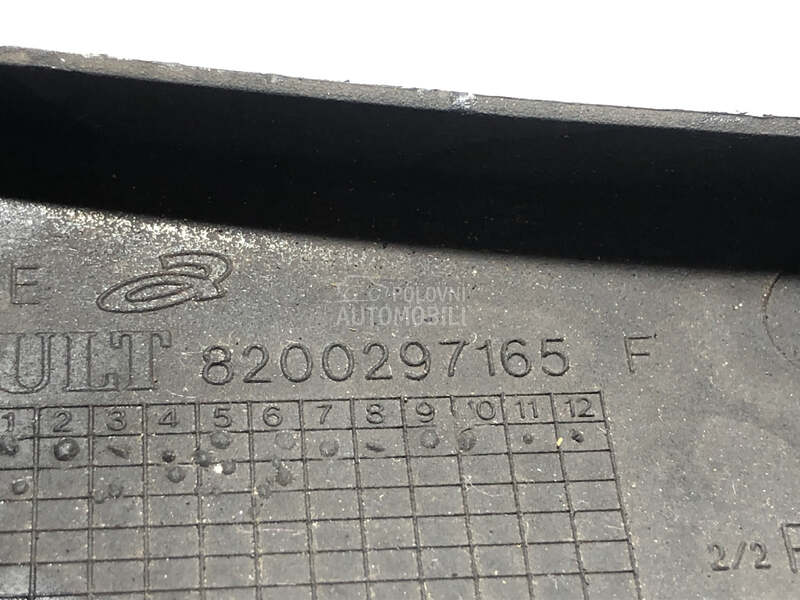 E
POLOVNI
AUTOMOBILI
ULT 8200297165 F
1 2 3 4 5 6 7 8 9 10 11 12
2/2